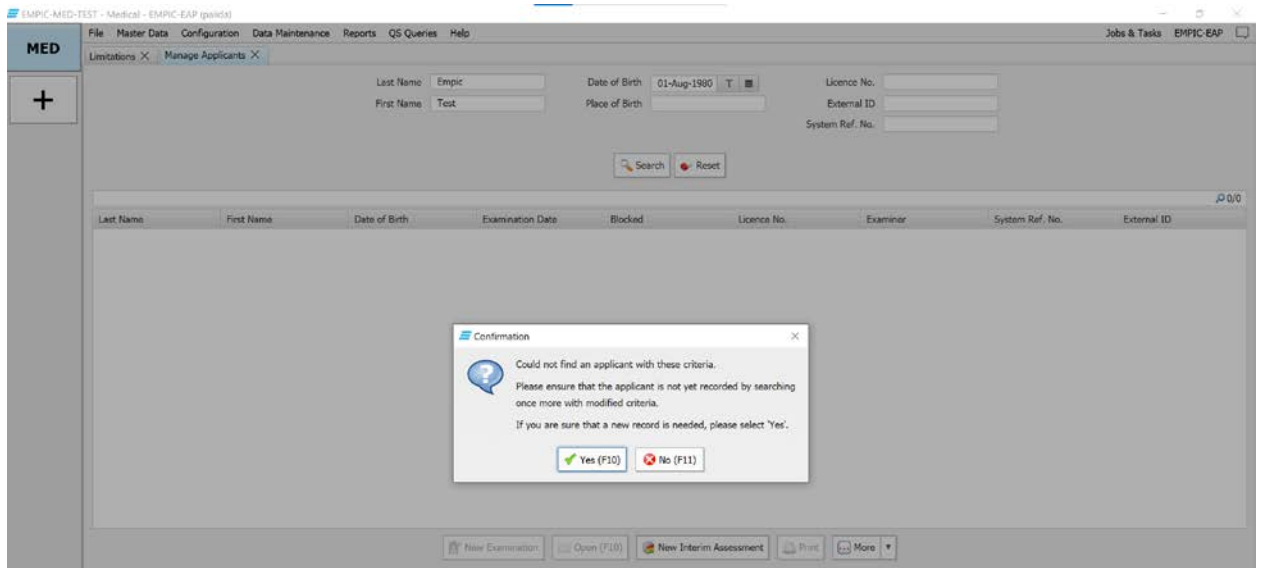 EMPIC-MED-TEST - Medical - EMPIC-EAP (rpaida)
MED
File Master Data Configuration Data Maintenance Reports QS Queries Help Jobs & Tasks EMPIC-EAP
Limitations Manage Applicants
Last Name Empic Date of Birth 01-Aug-1980 T Licence No.
First Name Test Place of Birth External ID
System Ref. No.
Search Reset
0/0
Last Name First Name Date of Birth Examination Date Blocked Licence No. Examiner System Ref. No. External ID
Confirmation
Could not find an applicant with these criteria.
Please ensure that the applicant is not yet recorded by searching
once more with modified criteria.
If you are sure that a new record is needed, please select 'Yes'.
Yes (F10) No (F11)
New Examination Open (F10) New Interim Assessment Print More